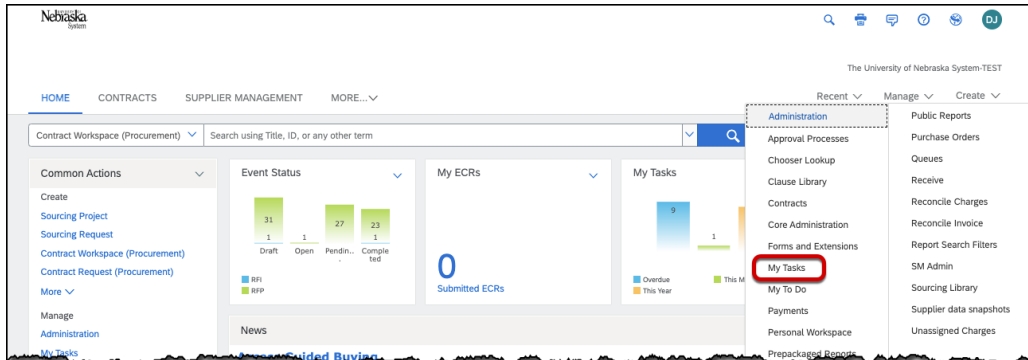 Nebraska
System
DJ
The University of Nebraska System-TEST
HOME CONTRACTS SUPPLIER MANAGEMENT MORE... Recent Manage Create
Contract Workspace (Procurement) Search using Title, ID, or any other term
Common Actions
Create
Sourcing Project
Sourcing Request
Contract Workspace (Procurement)
Contract Request (Procurement)
More
Manage
Administration
My Tasks
Event Status
31 27 23
1 1 1
Draft Open Pendin... Comple
ted
RFI
RFP
My ECRs
0
Submitted ECRs
My Tasks
9
1
Overdue This M
This Year
News
Guided Buying
Administration
Approval Processes
Chooser Lookup
Clause Library
Contracts
Core Administration
Forms and Extensions
My Tasks
My To Do
Payments
Personal Workspace
Prepackaged Reports
Public Reports
Purchase Orders
Queues
Receive
Reconcile Charges
Reconcile Invoice
Report Search Filters
SM Admin
Sourcing Library
Supplier data snapshots
Unassigned Charges